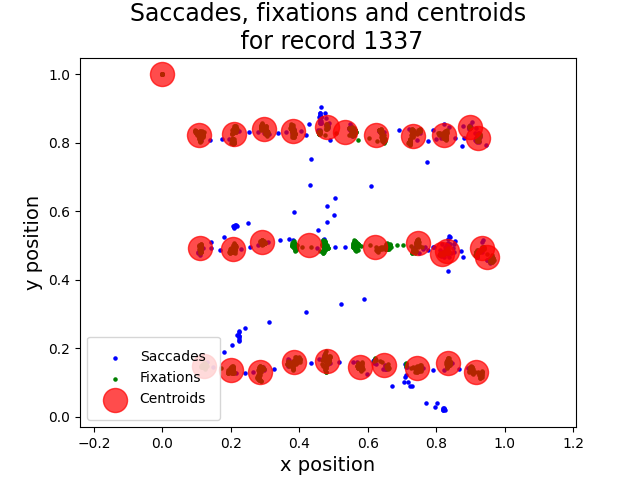 Saccades, fixations and centroids
for record 1337
1.0
0.8
0.6
0.4
0.2
0.0
y position
Saccades
Fixations
Centroids
−0.2
0.0
0.2
0.4
0.6
0.8
1.0
1.2
x position